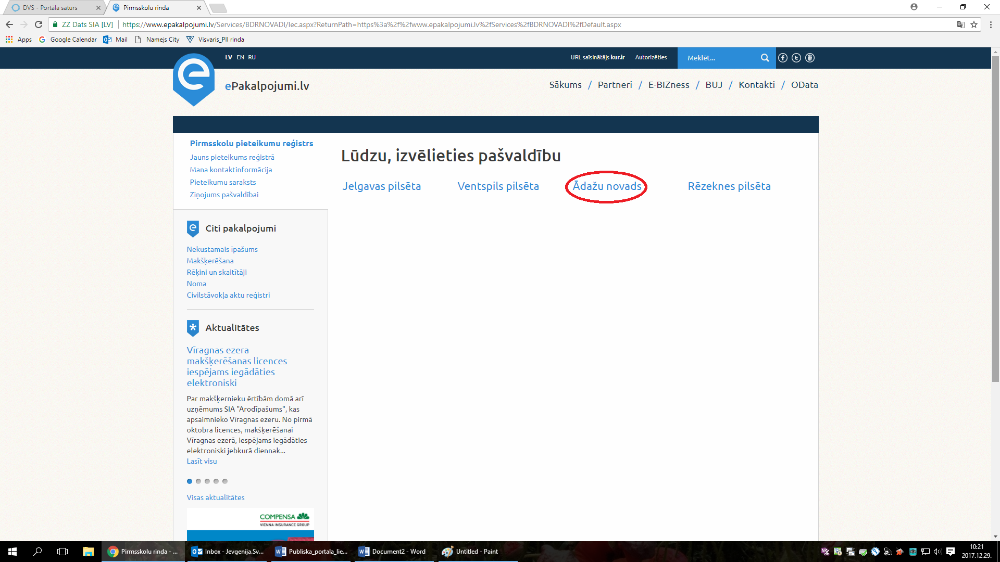 DVS - Portāla saturs
Pirmsskolu rinda
ZZ Dats SIA [LV]
https://www.epakalpojumi.lv/Services/BDRNOVADI/Iec.aspx?ReturnPath=https%3a%2f%2fwww.epakalpojumi.lv%2fServices%2fBDRNOVADI%2fDefault.aspx
Apps
Google Calendar
Mail
Namejs City
Visvaris_PII rinda
LV EN RU
URL saīsinātājs kur.ir
Autorizēties
Meklēt...
ePakalpojumi.lv
Sākums / Partneri / E-BIZness / BUJ / Kontakti / OData
Pirmsskolu pieteikumu reģistrs
Jauns pieteikums reģistrā
Mana kontaktinformācija
Pieteikumu saraksts
Ziņojums pašvaldībai
Lūdzu, izvēlieties pašvaldību
Jelgavas pilsēta
Ventspils pilsēta
Ādažu novads
Rēzeknes pilsēta
Citi pakalpojumi
Nekustamais īpašums
Makšķerēšana
Rēķini un skaitītāji
Noma
Civilstāvokļa aktu reģistri
Aktualitātes
Vīragnas ezera
makšķerēšanas licences
iespējams iegādāties
elektroniski
Par makšķernieku ērtībām domā arī
uzņēmums SIA "Arodīpašums", kas
apsaimnieko Vīragnas ezeru. No pirmā
oktobra licences, makšķerēšanai
Vīragnas ezerā, iespējams iegādāties
elektroniski jebkurā diennak...
Lasīt visu
Visas aktualitātes
COMPENSA
VIENNA INSURANCE GROUP
Pirmsskolu rinda - ...
Inbox - Jevgenija.Sv...
Publiska_portala_lie...
Document2 - Word
Untitled - Paint
10:21
2017.12.29.